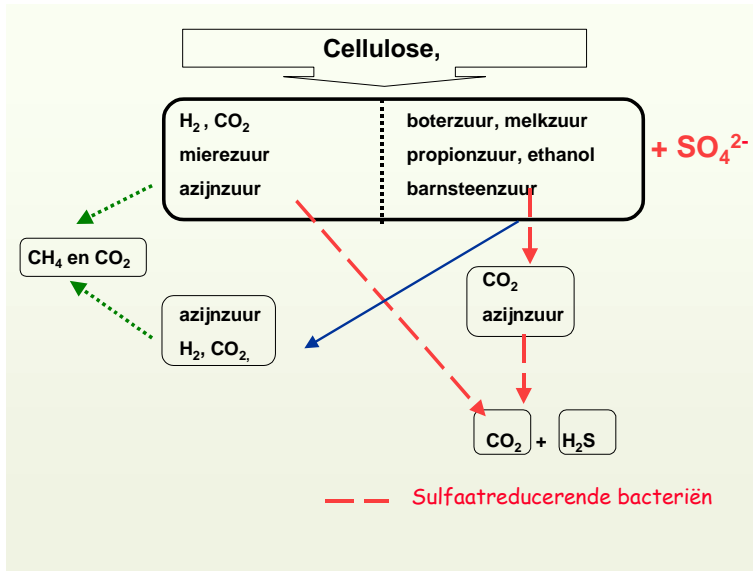 Cellulose,
H₂ , CO₂
mierezuur
azijnzuur
boterzuur, melkzuur
propionzuur, ethanol
barnsteenzuur
+ SO₄²⁻
CH₄ en CO₂
azijnzuur
H₂, CO₂,
CO₂
azijnzuur
CO₂ + H₂S
Sulfaatreducerende bacteriën